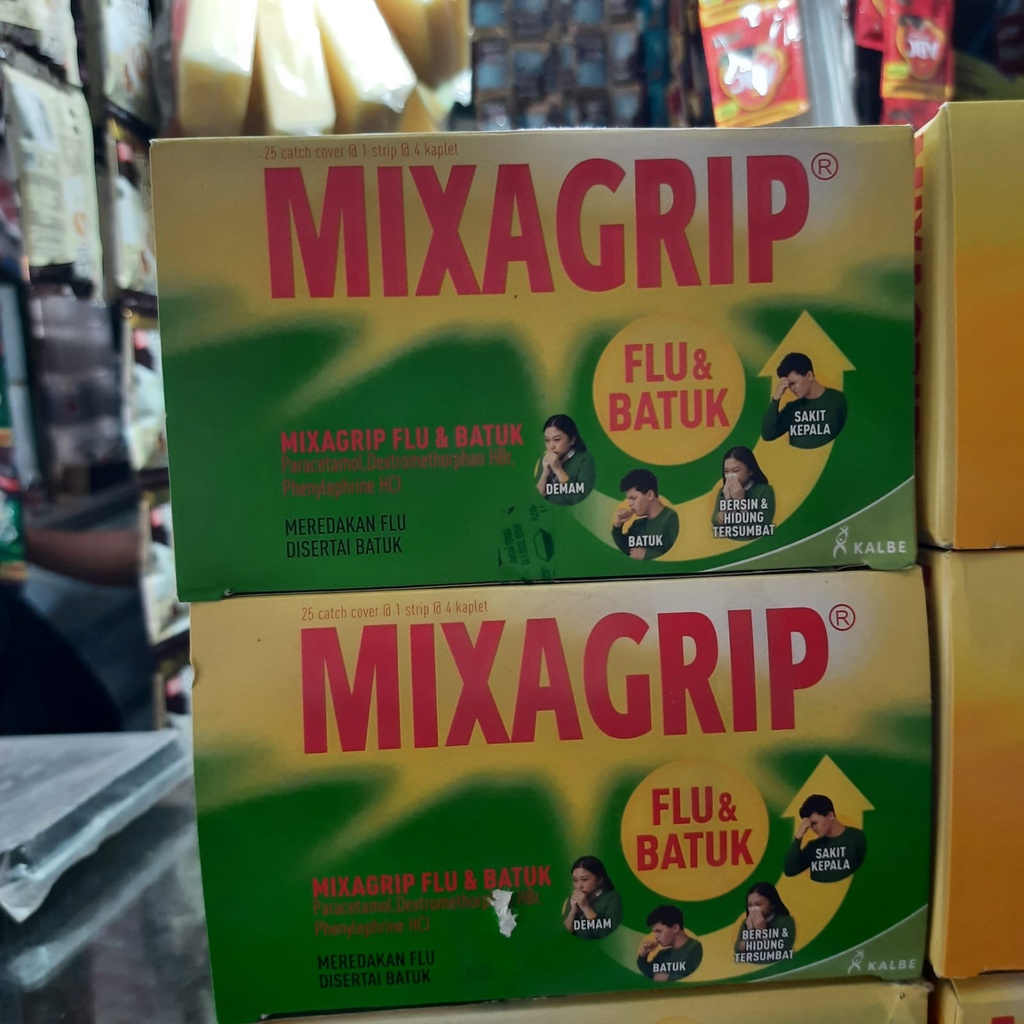 25 catch cover @ 1 strip @ 4 kaplet
MIXAGRIP®
FLU &
BATUK
MIXAGRIP FLU & BATUK
Paracetamol, Dextromethorphan HBr,
Phenylephrine HCl
MEREDAKAN FLU
DISERTAI BATUK
DEMAM
BATUK
BERSIN &
HIDUNG
TERSUMBAT
SAKIT
KEPALA
KALBE
25 catch cover @ 1 strip @ 4 kaplet
MIXAGRIP®
FLU &
BATUK
MIXAGRIP FLU & BATUK
Paracetamol, HBr,
Phenylephrine HCl
MEREDAKAN FLU
DISERTAI BATUK
DEMAM
BATUK
BERSIN &
HIDUNG
TERSUMBAT
SAKIT
KEPALA
KALBE